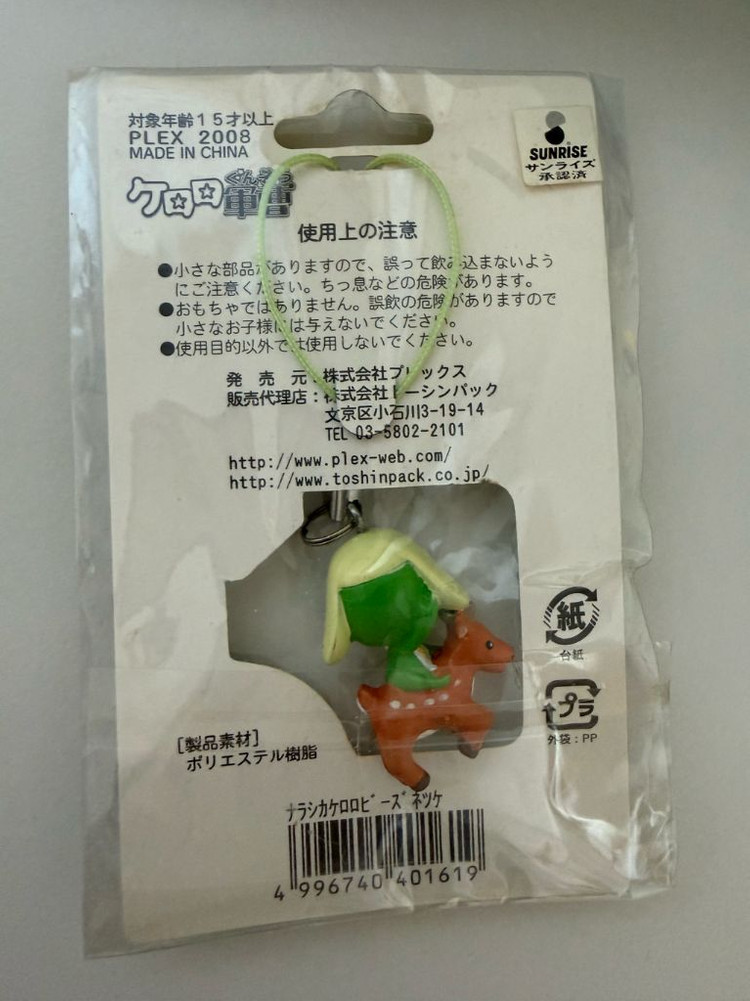 対象年齢15才以上
PLEX 2008
MADE IN CHINA
SUNRISE
サンライズ
承認済
ケロロ軍曹
ぐんそう
使用上の注意
●小さな部品がありますので、誤って飲み込まないよう
にご注意ください。ちっ息などの危険があります。
●おもちゃではありません。誤飲の危険がありますので
小さなお子様には与えないでください。
●使用目的以外では使用しないでください。
発 売 元:株式会社プレックス
販売代理店:株式会社トーシンパック
文京区小石川3-19-14
TEL 03-5802-2101
http://www.plex-web.com/
http://www.toshinpack.co.jp/
紙
台紙
プラ
外袋:PP
[製品素材]
ポリエステル樹脂
ナラシカケロロビーズネツケ
4 996740 401619